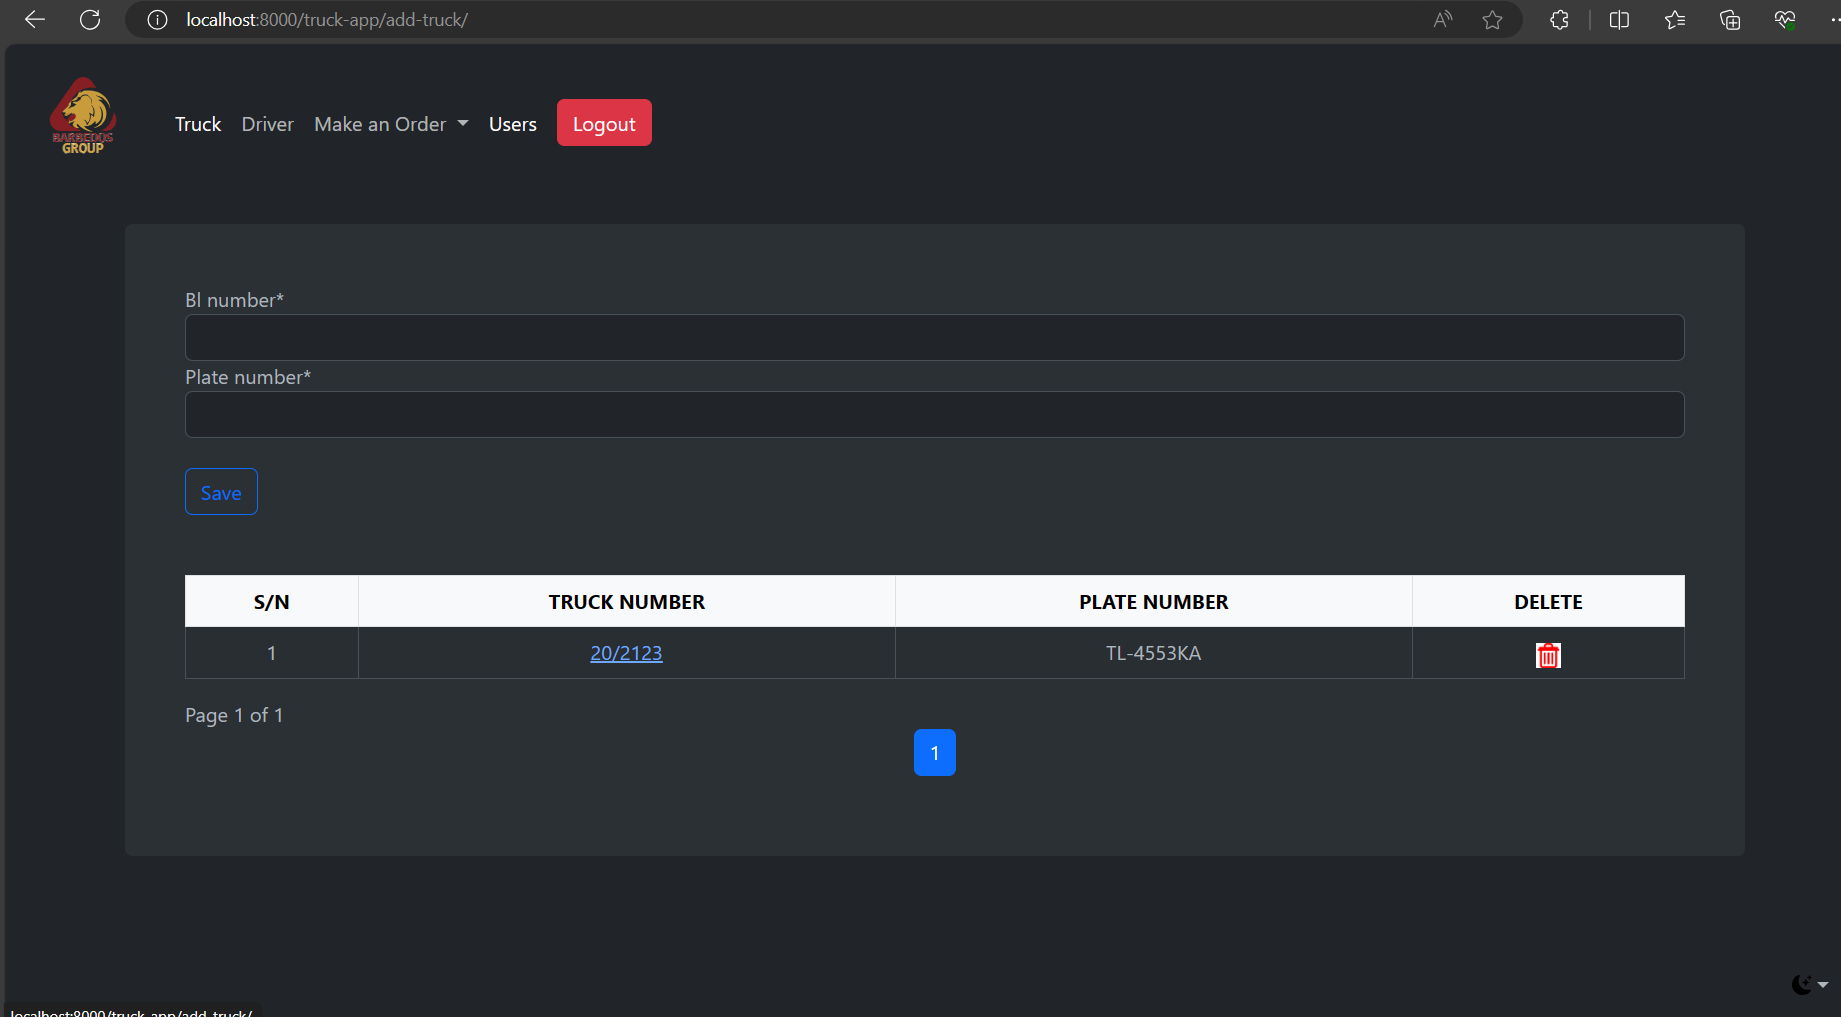 localhost:8000/truck-app/add-truck/
BARBEDOS
GROUP
Truck Driver Make an Order Users Logout
Bl number*
Plate number*
Save
S/N TRUCK NUMBER PLATE NUMBER DELETE
1 20/2123 TL-4553KA
Page 1 of 1
1
localhost:8000/truck-app/add-truck/